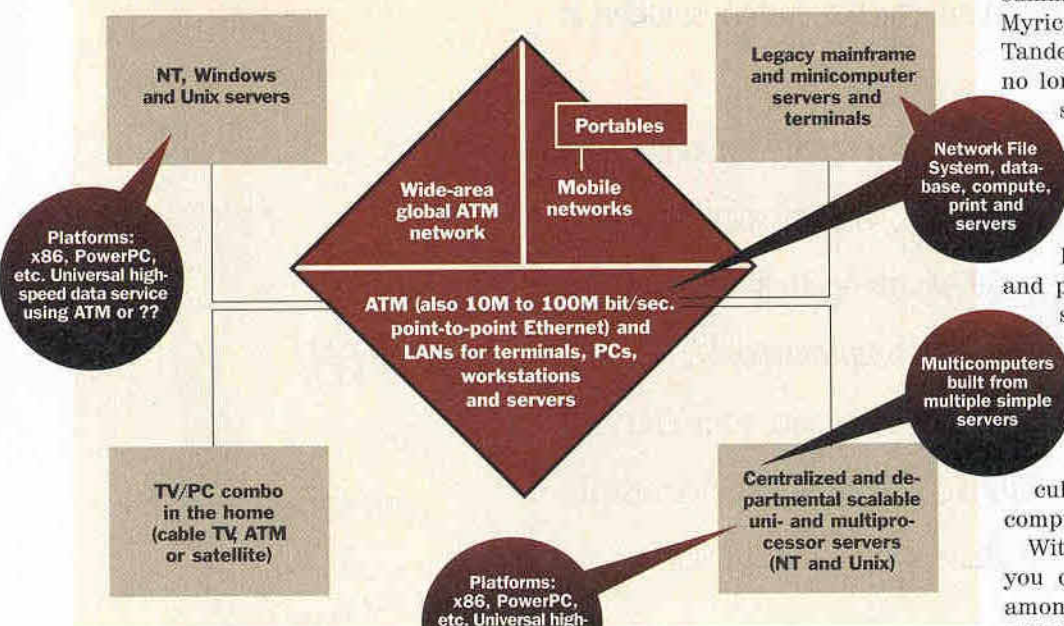 NT, Windows
and Unix servers
Platforms:
x86, PowerPC,
etc. Universal high-
speed data service
using ATM or ??
Wide-area
global ATM
network
Portables
Mobile
networks
ATM (also 10M to 100M bit/sec.
point-to-point Ethernet) and
LANs for terminals, PCs,
workstations
and servers
Legacy mainframe
and minicomputer
servers and
terminals
Network File
System, data-
base, compute,
print and
servers
Multicomputers
built from
multiple simple
servers
TV/PC combo
in the home
(cable TV, ATM
or satellite)
Centralized and de-
partmental scalable
uni- and multipro-
cessor servers
(NT and Unix)
Platforms:
x86, PowerPC,
etc. Universal high-
Myric
Tande
no lor
s
and p
s
cul
comp
Wit
you c
amon